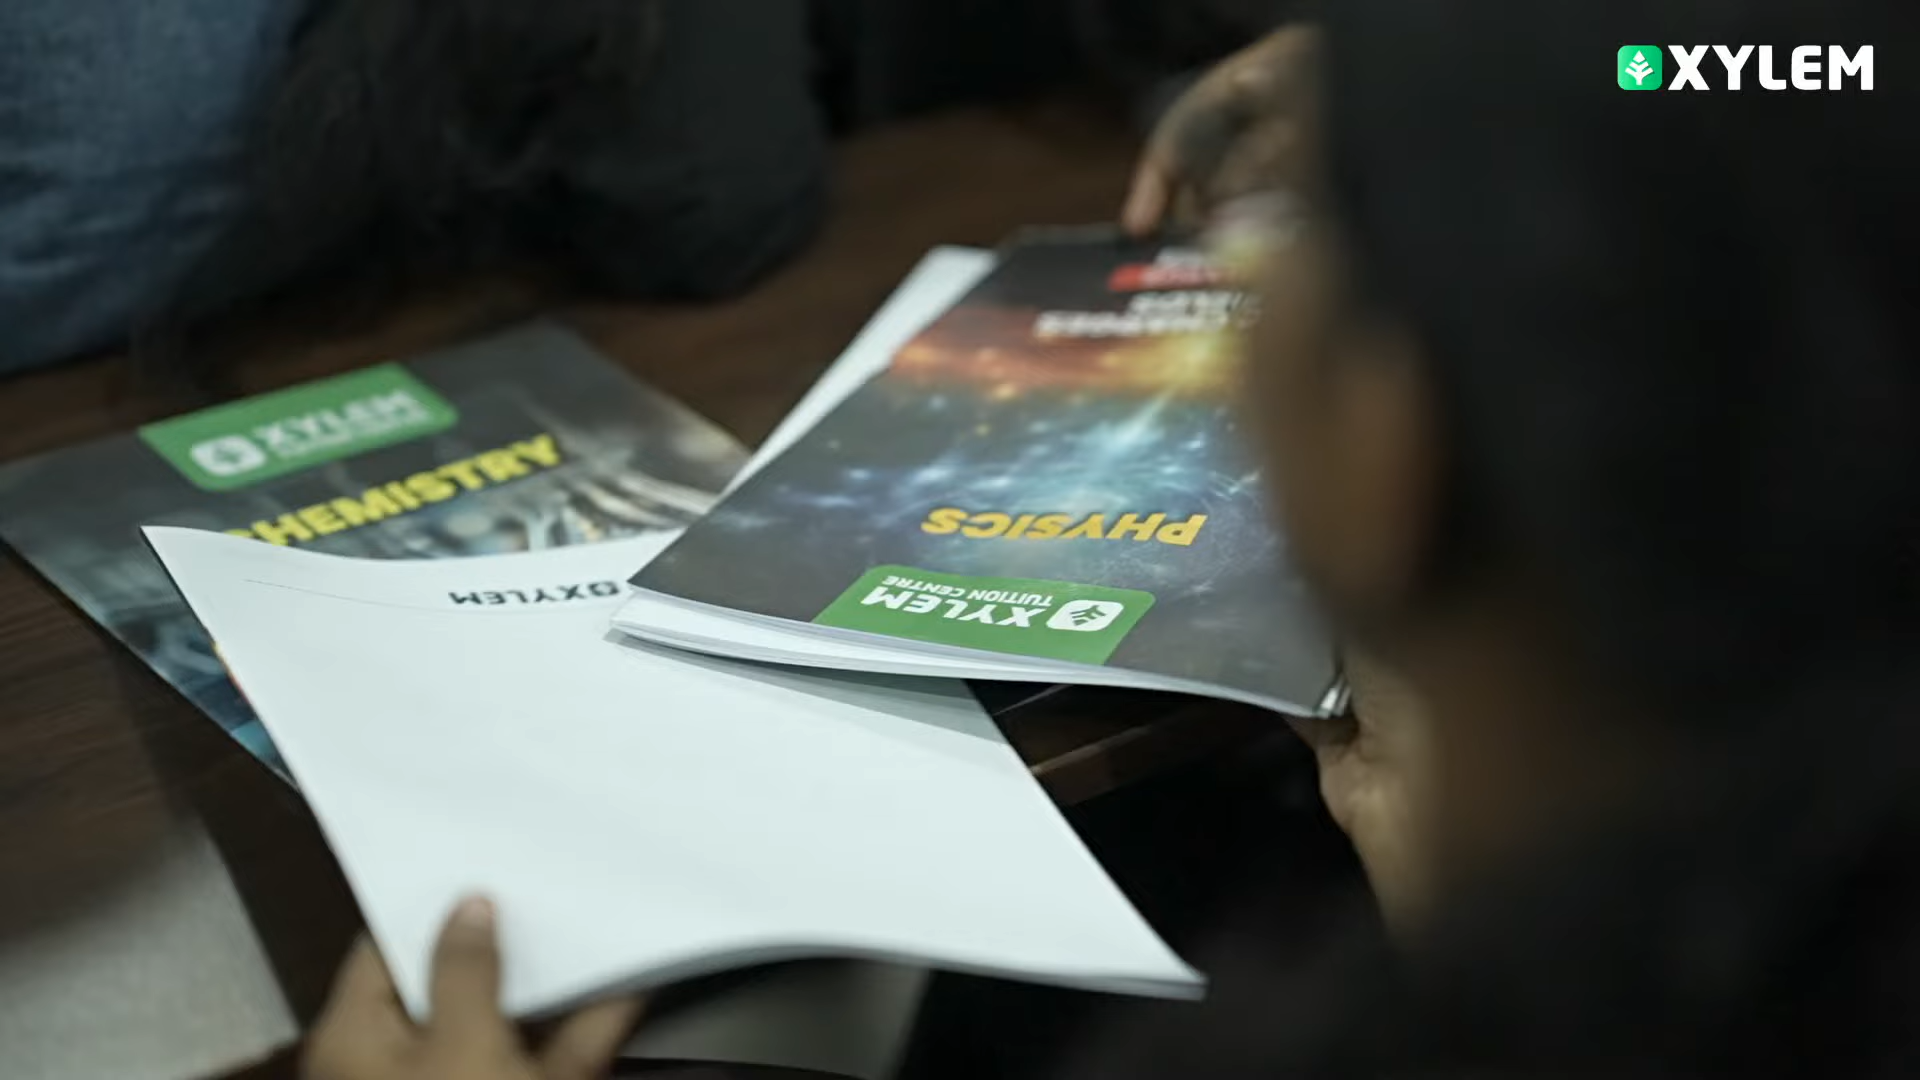 XYLEM
XYLEM
CHEMISTRY
XYLEM
PHYSICS
XYLEM
TUITION CENTRE